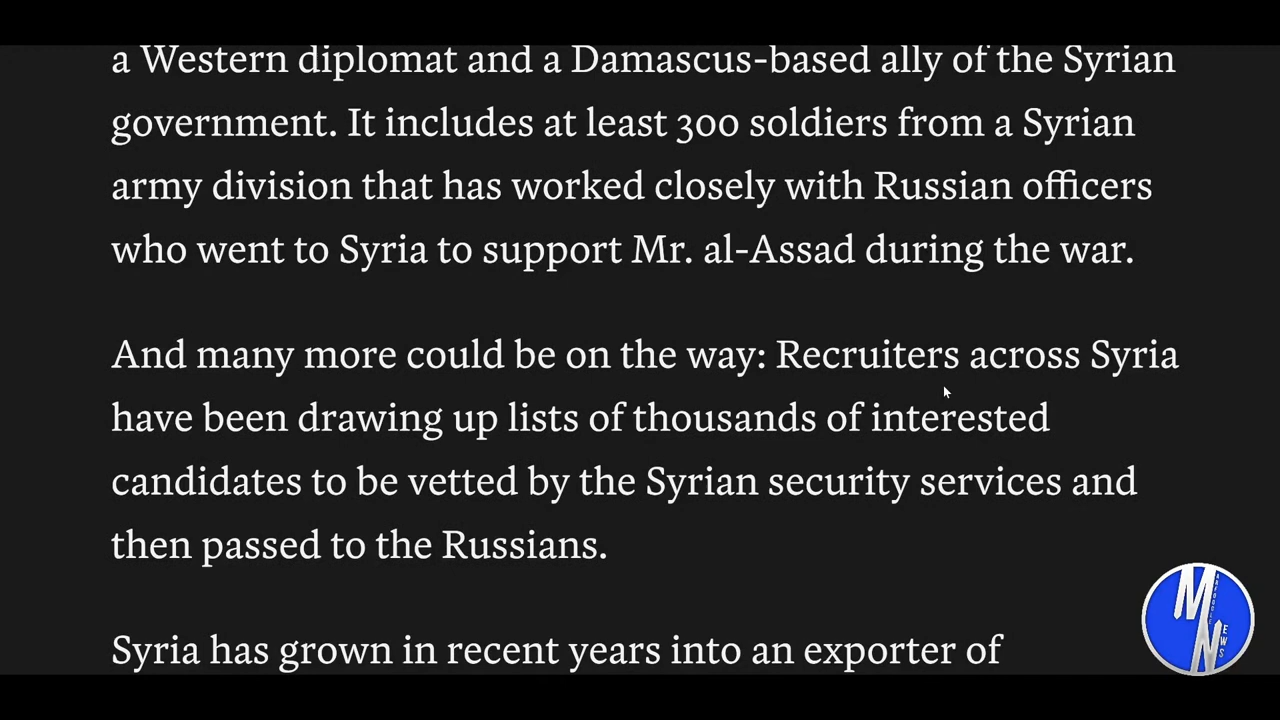 a Western diplomat and a Damascus-based ally of the Syrian
government. It includes at least 300 soldiers from a Syrian
army division that has worked closely with Russian officers
who went to Syria to support Mr. al-Assad during the war.
And many more could be on the way: Recruiters across Syria
have been drawing up lists of thousands of interested
candidates to be vetted by the Syrian security services and
then passed to the Russians.
Syria has grown in recent years into an exporter of
MN